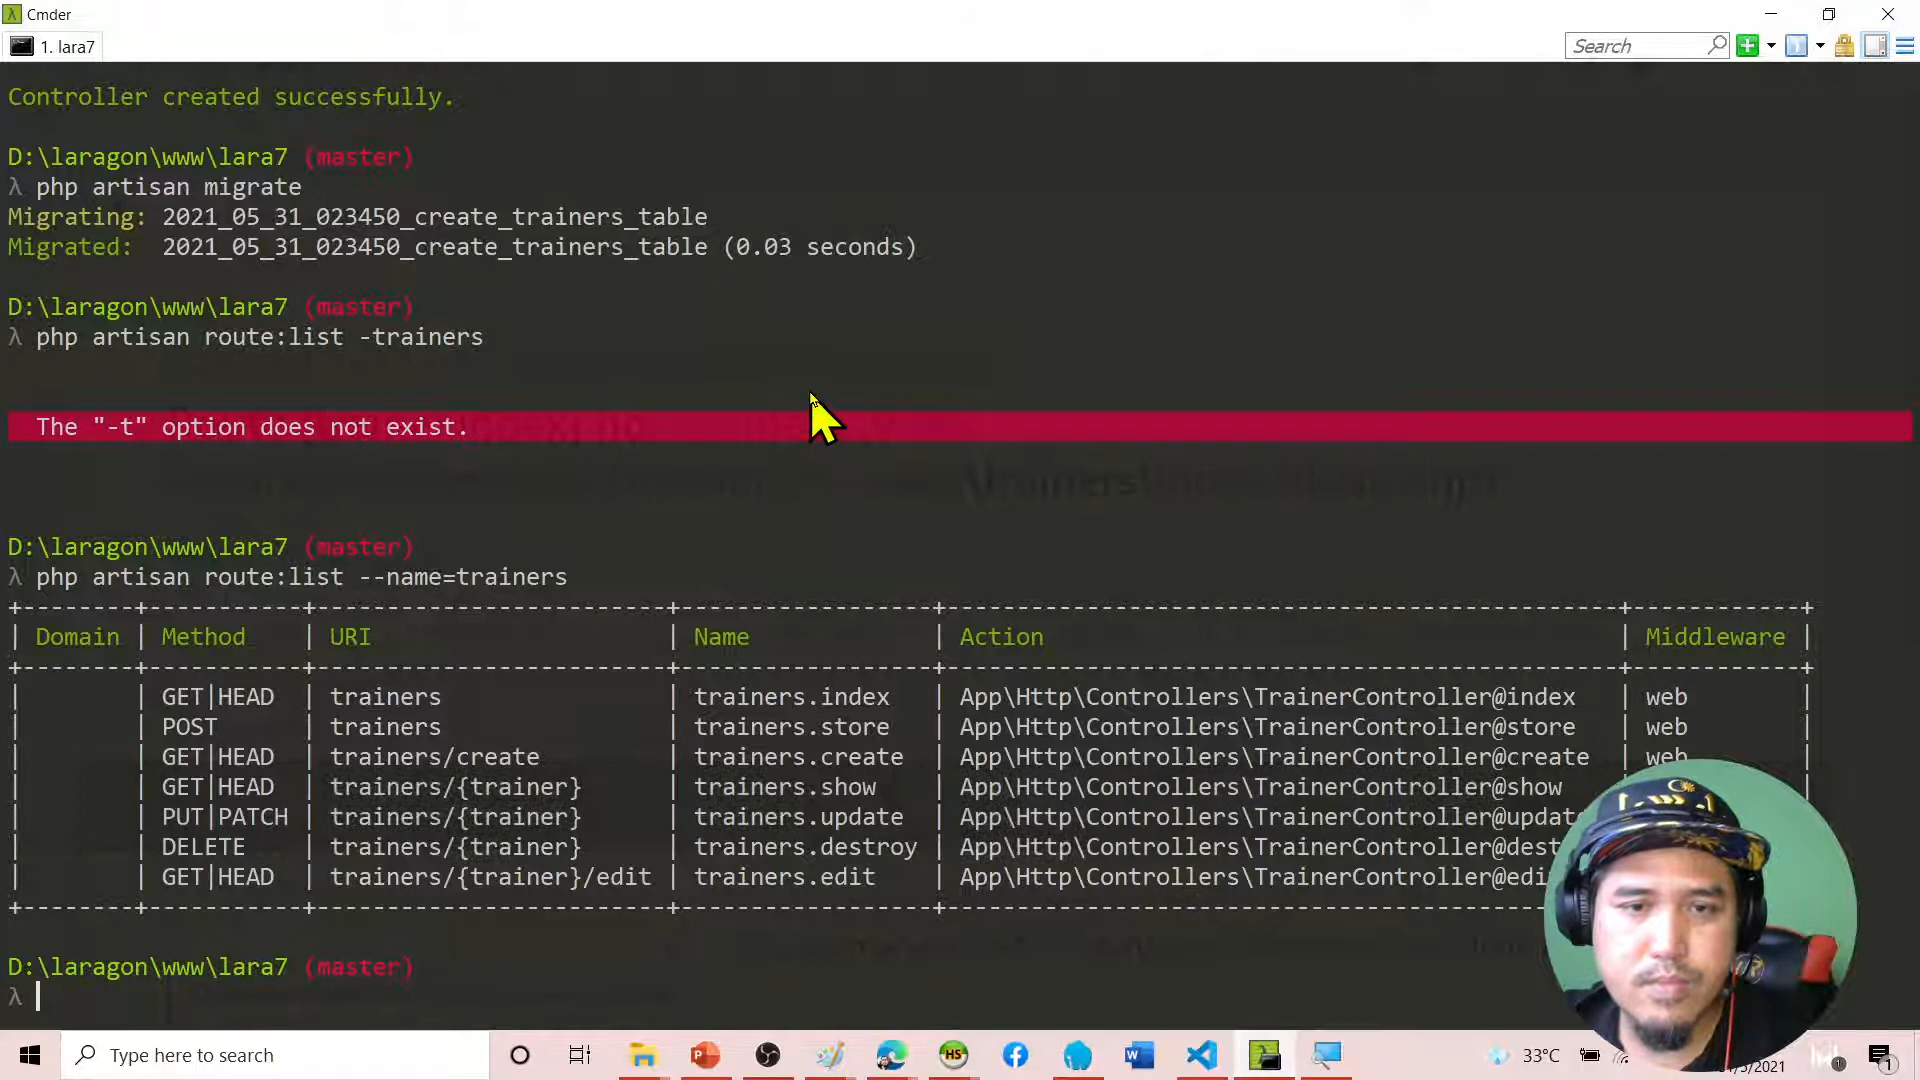 Cmder
1. lara7
Search
Controller created successfully.
D:\laragon\www\lara7 (master)
λ php artisan migrate
Migrating: 2021_05_31_023450_create_trainers_table
Migrated:  2021_05_31_023450_create_trainers_table (0.03 seconds)
D:\laragon\www\lara7 (master)
λ php artisan route:list -trainers
The "-t" option does not exist.
D:\laragon\www\lara7 (master)
λ php artisan route:list --name=trainers
| Domain | Method | URI | Name | Action | Middleware |
| | GET|HEAD | trainers | trainers.index | App\Http\Controllers\TrainerController@index | web |
| | POST | trainers | trainers.store | App\Http\Controllers\TrainerController@store | web |
| | GET|HEAD | trainers/create | trainers.create | App\Http\Controllers\TrainerController@create | web
| | GET|HEAD | trainers/{trainer} | trainers.show | App\Http\Controllers\TrainerController@show |
| | PUT|PATCH | trainers/{trainer} | trainers.update | App\Http\Controllers\TrainerController@updat
| | DELETE | trainers/{trainer} | trainers.destroy | App\Http\Controllers\TrainerController@dest
| | GET|HEAD | trainers/{trainer}/edit | trainers.edit | App\Http\Controllers\TrainerController@edi
D:\laragon\www\lara7 (master)
λ
Type here to search
HS
33°C
1